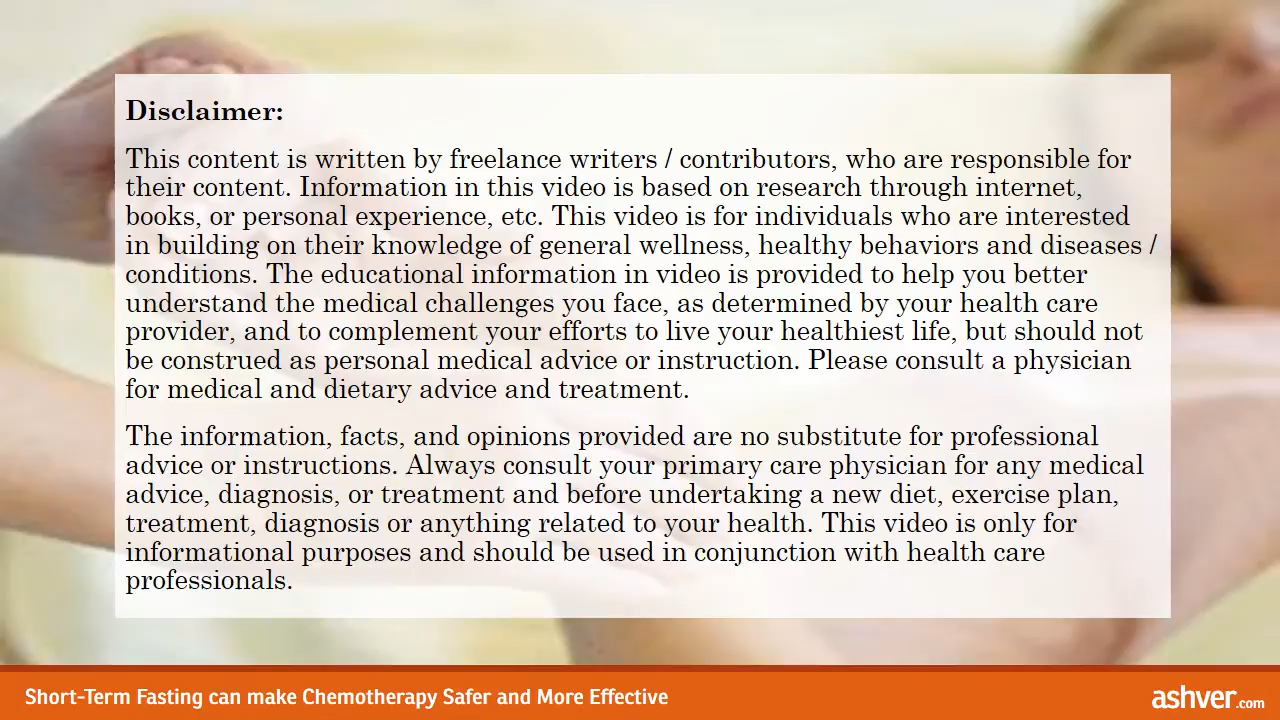 Disclaimer:
This content is written by freelance writers / contributors, who are responsible for
their content. Information in this video is based on research through internet,
books, or personal experience, etc. This video is for individuals who are interested
in building on their knowledge of general wellness, healthy behaviors and diseases /
conditions. The educational information in video is provided to help you better
understand the medical challenges you face, as determined by your health care
provider, and to complement your efforts to live your healthiest life, but should not
be construed as personal medical advice or instruction. Please consult a physician
for medical and dietary advice and treatment.
The information, facts, and opinions provided are no substitute for professional
advice or instructions. Always consult your primary care physician for any medical
advice, diagnosis, or treatment and before undertaking a new diet, exercise plan,
treatment, diagnosis or anything related to your health. This video is only for
informational purposes and should be used in conjunction with health care
professionals.
Short-Term Fasting can make Chemotherapy Safer and More Effective
ashver.com